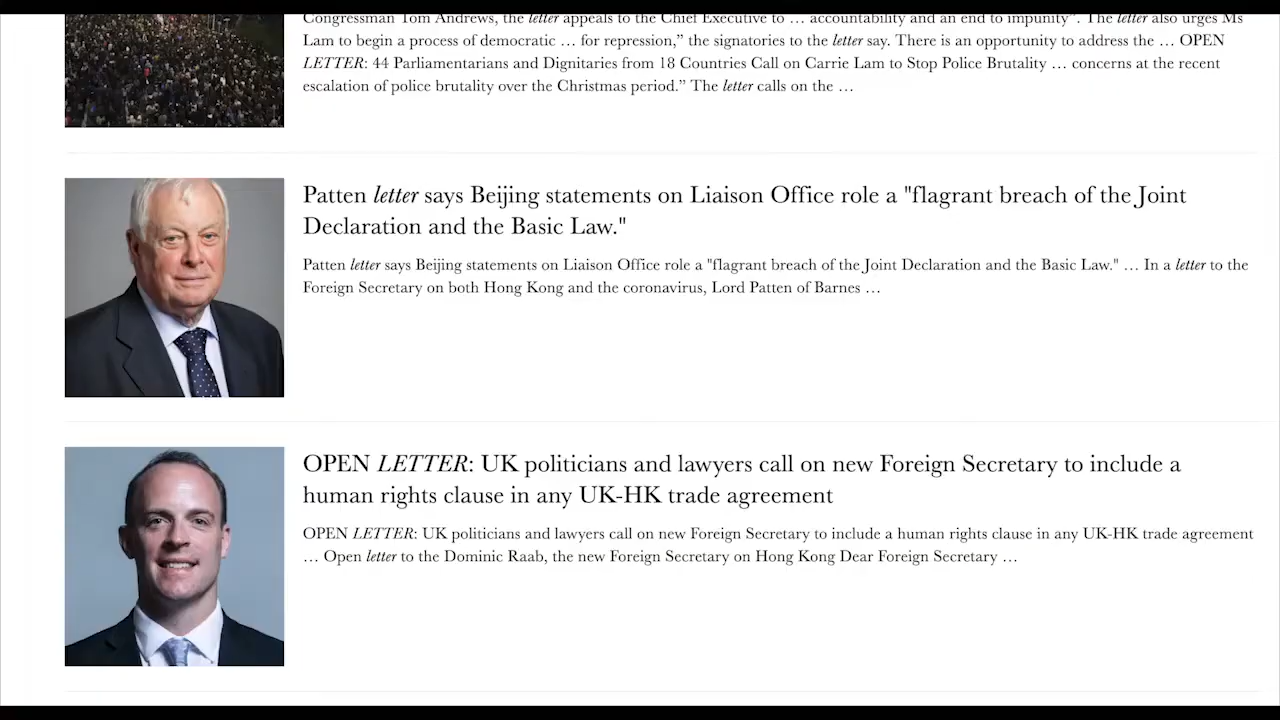 Congressman Tom Andrews, the letter appeals to the Chief Executive to … accountability and an end to impunity”. The letter also urges Ms
Lam to begin a process of democratic … for repression,” the signatories to the letter say. There is an opportunity to address the … OPEN
LETTER: 44 Parliamentarians and Dignitaries from 18 Countries Call on Carrie Lam to Stop Police Brutality … concerns at the recent
escalation of police brutality over the Christmas period.” The letter calls on the …
Patten letter says Beijing statements on Liaison Office role a "flagrant breach of the Joint
Declaration and the Basic Law."
Patten letter says Beijing statements on Liaison Office role a "flagrant breach of the Joint Declaration and the Basic Law." … In a letter to the
Foreign Secretary on both Hong Kong and the coronavirus, Lord Patten of Barnes …
OPEN LETTER: UK politicians and lawyers call on new Foreign Secretary to include a
human rights clause in any UK-HK trade agreement
OPEN LETTER: UK politicians and lawyers call on new Foreign Secretary to include a human rights clause in any UK-HK trade agreement
… Open letter to the Dominic Raab, the new Foreign Secretary on Hong Kong Dear Foreign Secretary …